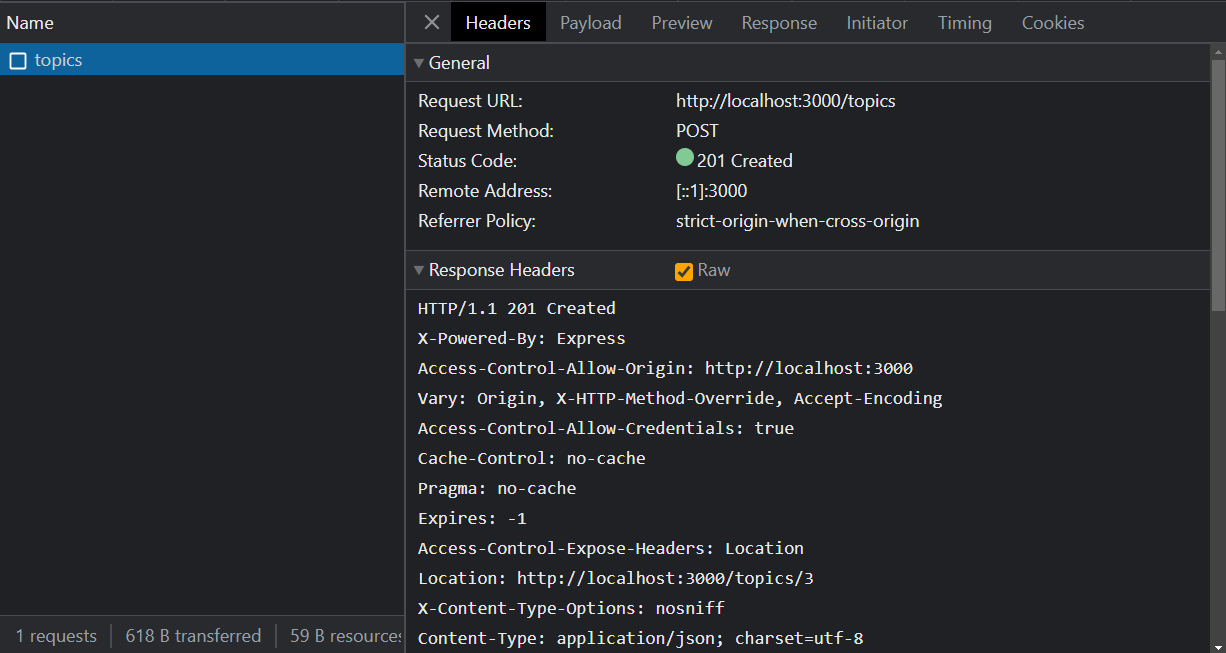 Name
Headers Payload Preview Response Initiator Timing Cookies
topics
General
Request URL: http://localhost:3000/topics
Request Method: POST
Status Code: 201 Created
Remote Address: [::1]:3000
Referrer Policy: strict-origin-when-cross-origin
Response Headers Raw
HTTP/1.1 201 Created
X-Powered-By: Express
Access-Control-Allow-Origin: http://localhost:3000
Vary: Origin, X-HTTP-Method-Override, Accept-Encoding
Access-Control-Allow-Credentials: true
Cache-Control: no-cache
Pragma: no-cache
Expires: -1
Access-Control-Expose-Headers: Location
Location: http://localhost:3000/topics/3
X-Content-Type-Options: nosniff
Content-Type: application/json; charset=utf-8
1 requests 618 B transferred 59 B resources